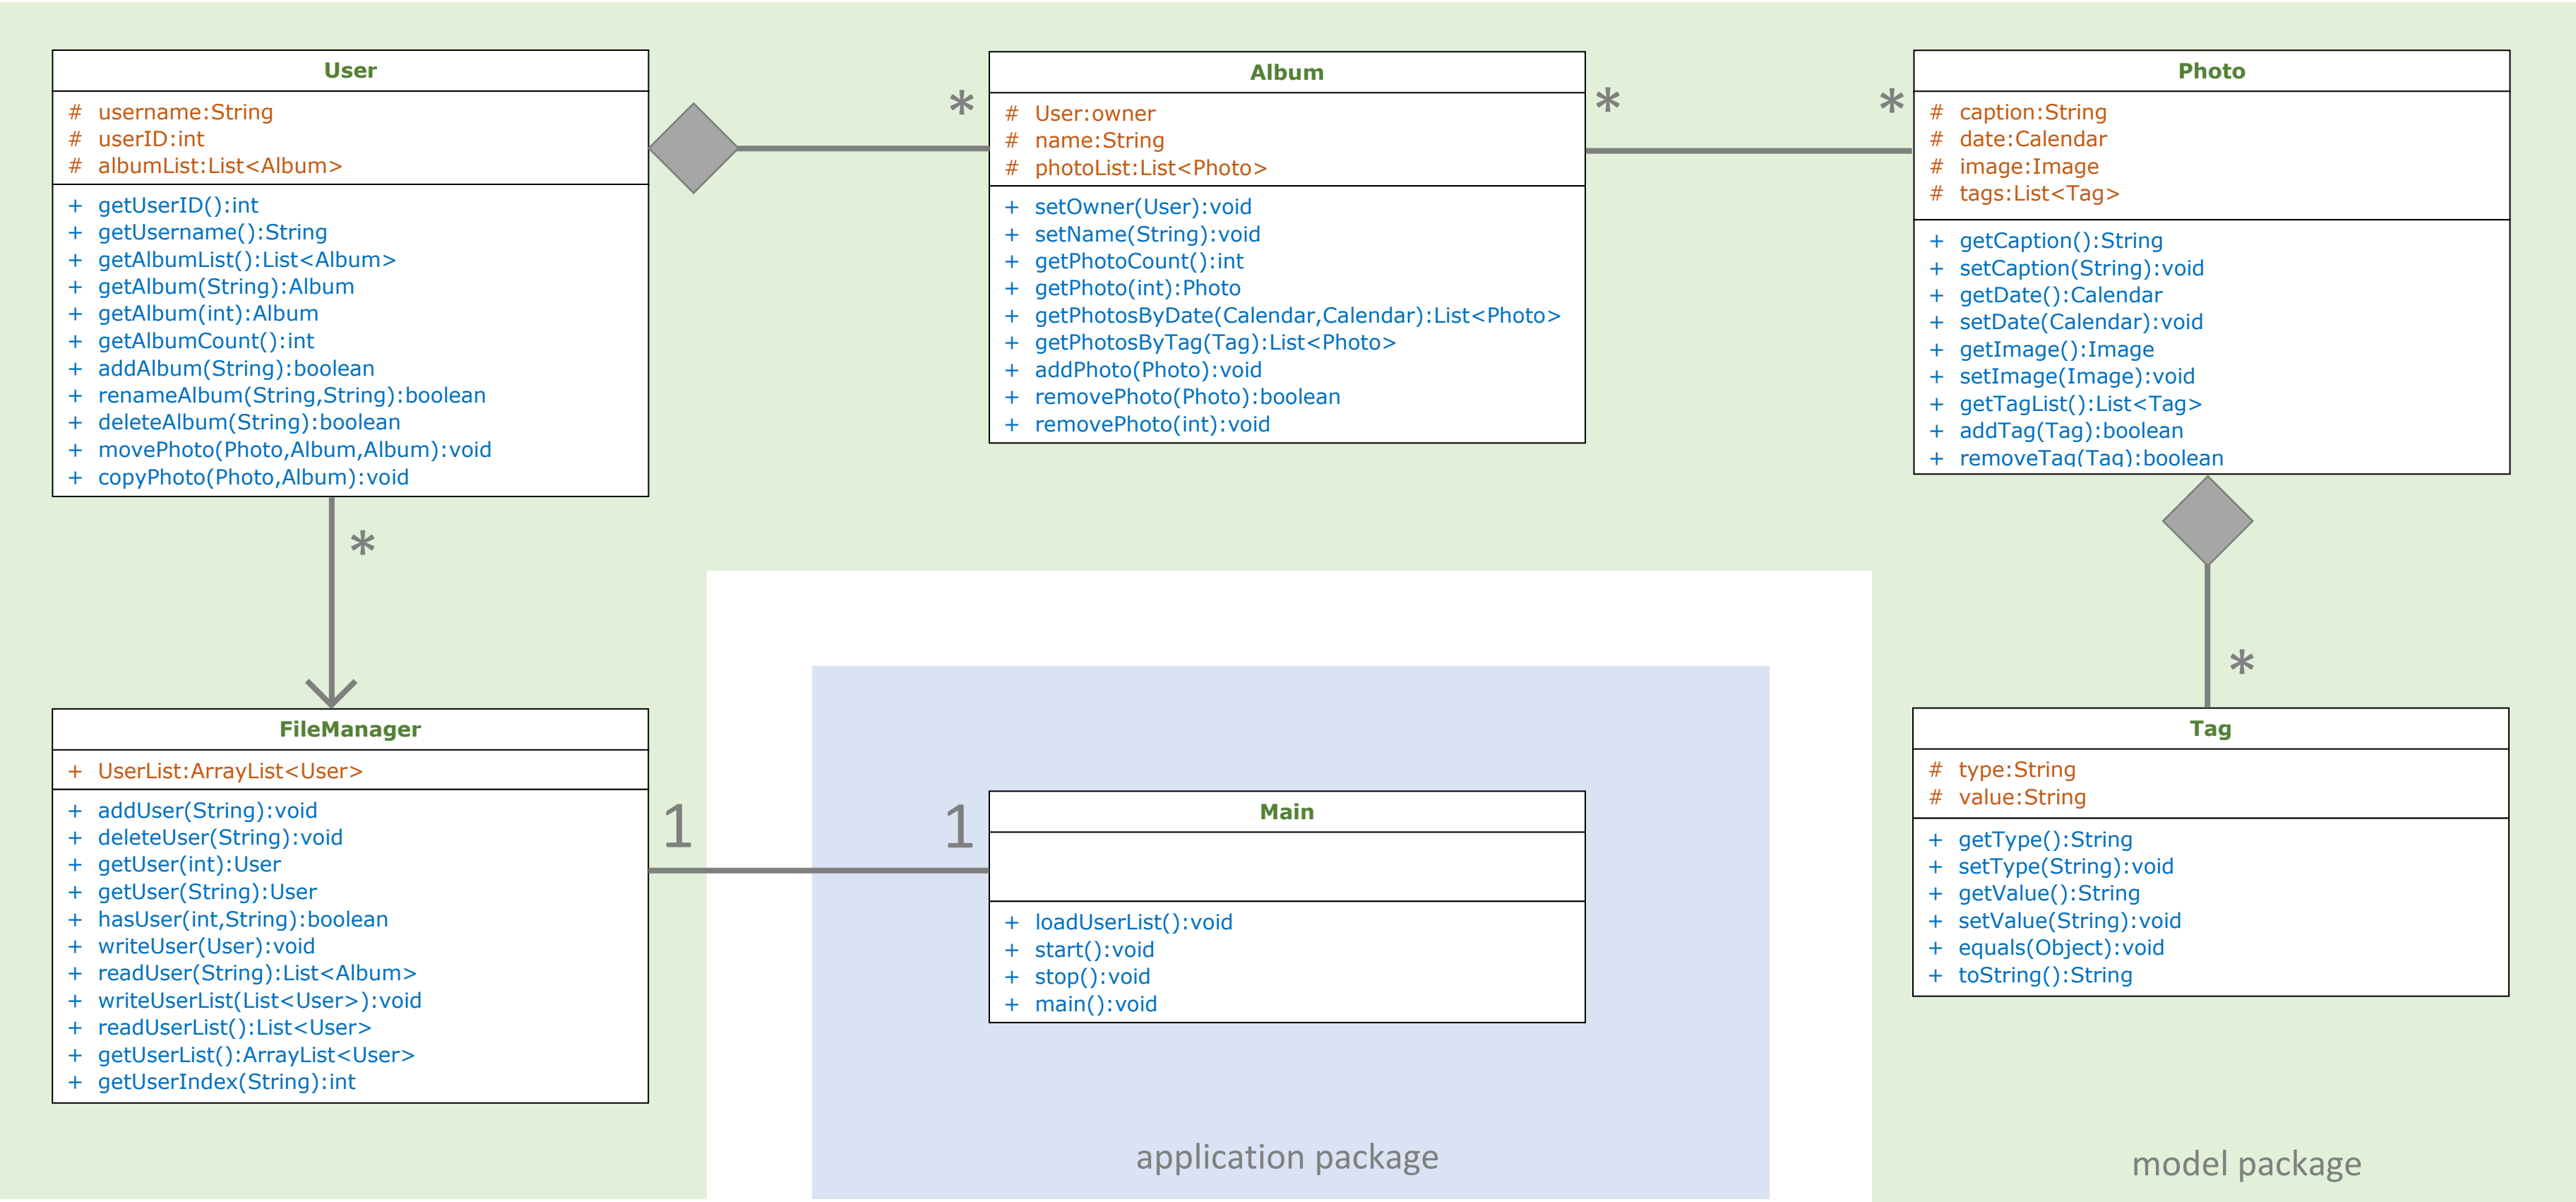 User
# username:String
# userID:int
# albumList:List<Album>
+ getUserID():int
+ getUsername():String
+ getAlbumList():List<Album>
+ getAlbum(String):Album
+ getAlbum(int):Album
+ getAlbumCount():int
+ addAlbum(String):boolean
+ renameAlbum(String,String):boolean
+ deleteAlbum(String):boolean
+ movePhoto(Photo,Album,Album):void
+ copyPhoto(Photo,Album):void
*
Album
# User:owner
# name:String
# photoList:List<Photo>
+ setOwner(User):void
+ setName(String):void
+ getPhotoCount():int
+ getPhoto(int):Photo
+ getPhotosByDate(Calendar,Calendar):List<Photo>
+ getPhotosByTag(Tag):List<Photo>
+ addPhoto(Photo):void
+ removePhoto(Photo):boolean
+ removePhoto(int):void
*
*
Photo
# caption:String
# date:Calendar
# image:Image
# tags:List<Tag>
+ getCaption():String
+ setCaption(String):void
+ getDate():Calendar
+ setDate(Calendar):void
+ getImage():Image
+ setImage(Image):void
+ getTagList():List<Tag>
+ addTag(Tag):boolean
+ removeTag(Tag):boolean
*
*
FileManager
+ UserList:ArrayList<User>
+ addUser(String):void
+ deleteUser(String):void
+ getUser(int):User
+ getUser(String):User
+ hasUser(int,String):boolean
+ writeUser(User):void
+ readUser(String):List<Album>
+ writeUserList(List<User>):void
+ readUserList():List<User>
+ getUserList():ArrayList<User>
+ getUserIndex(String):int
1
1
Main
+ loadUserList():void
+ start():void
+ stop():void
+ main():void
application package
Tag
# type:String
# value:String
+ getType():String
+ setType(String):void
+ getValue():String
+ setValue(String):void
+ equals(Object):void
+ toString():String
model package